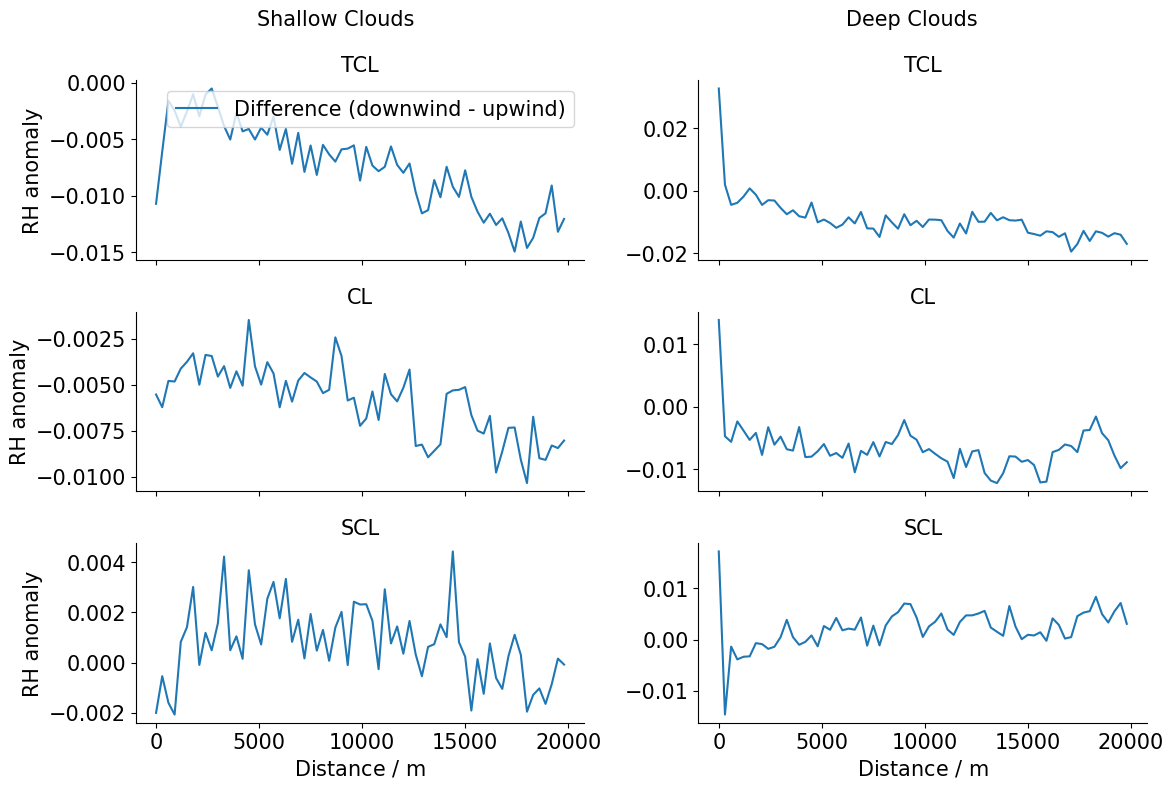 Shallow Clouds
Deep Clouds
TCL
TCL
RH anomaly
0.000
−0.005
−0.010
−0.015
Difference (downwind - upwind)
0.02
0.00
−0.02
CL
CL
RH anomaly
−0.0025
−0.0050
−0.0075
−0.0100
0.01
0.00
−0.01
SCL
SCL
RH anomaly
0.004
0.002
0.000
−0.002
0.01
0.00
−0.01
0 5000 10000 15000 20000
0 5000 10000 15000 20000
Distance / m
Distance / m